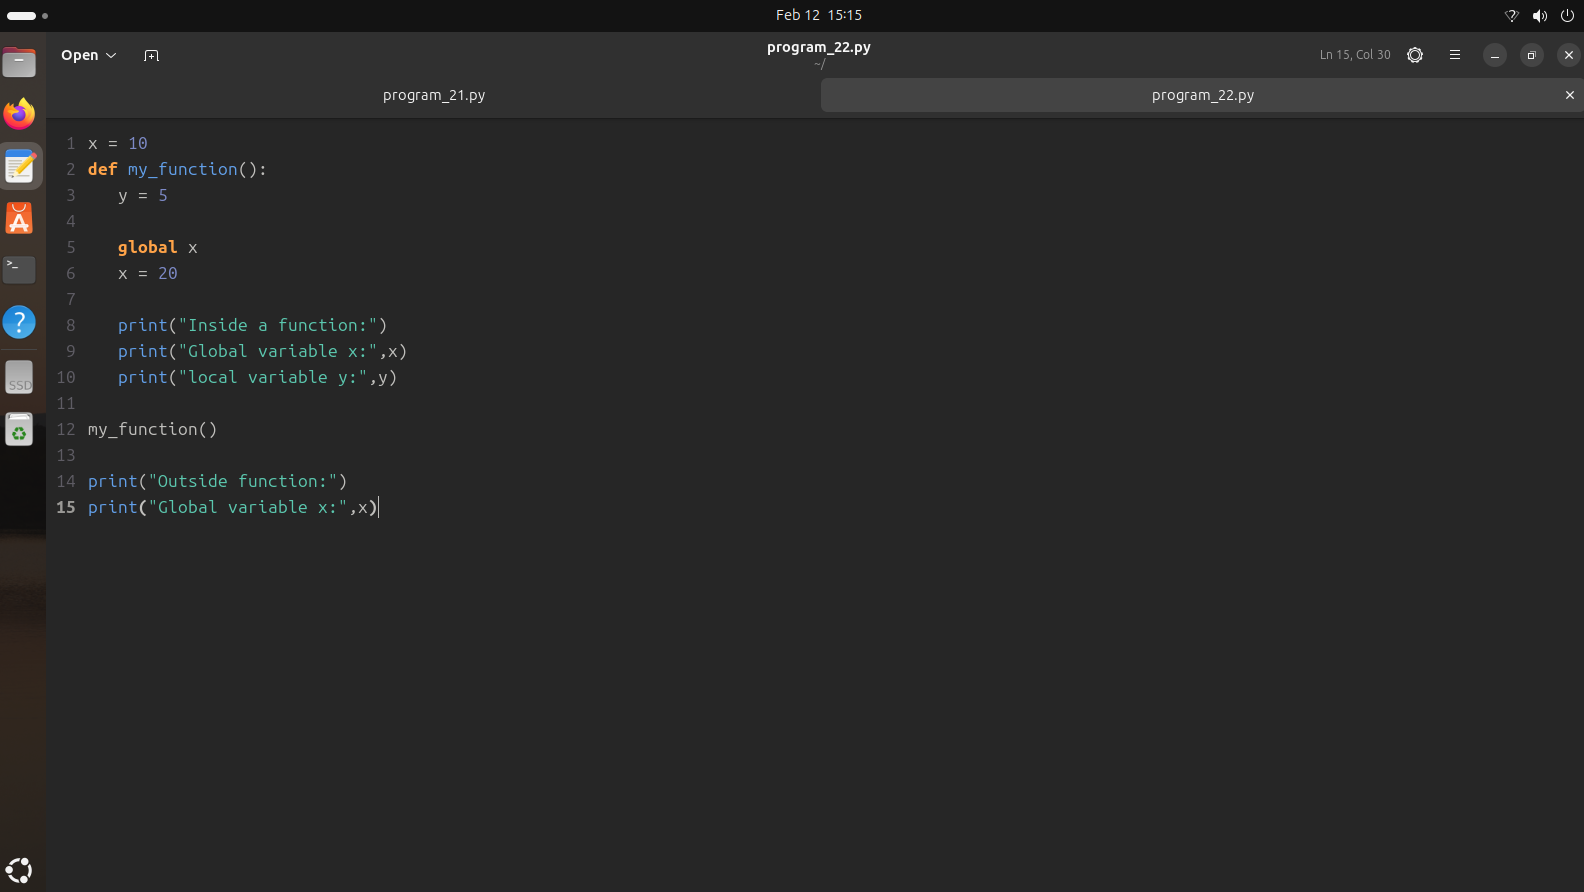 Feb 12 15:15
Open
program_22.py
~/
Ln 15, Col 30
program_21.py
program_22.py
1 x = 10
2 def my_function():
3    y = 5
4
5    global x
6    x = 20
7
8    print("Inside a function:")
9    print("Global variable x:",x)
10    print("local variable y:",y)
11
12 my_function()
13
14 print("Outside function:")
15 print("Global variable x:",x)
>_
?
SSD